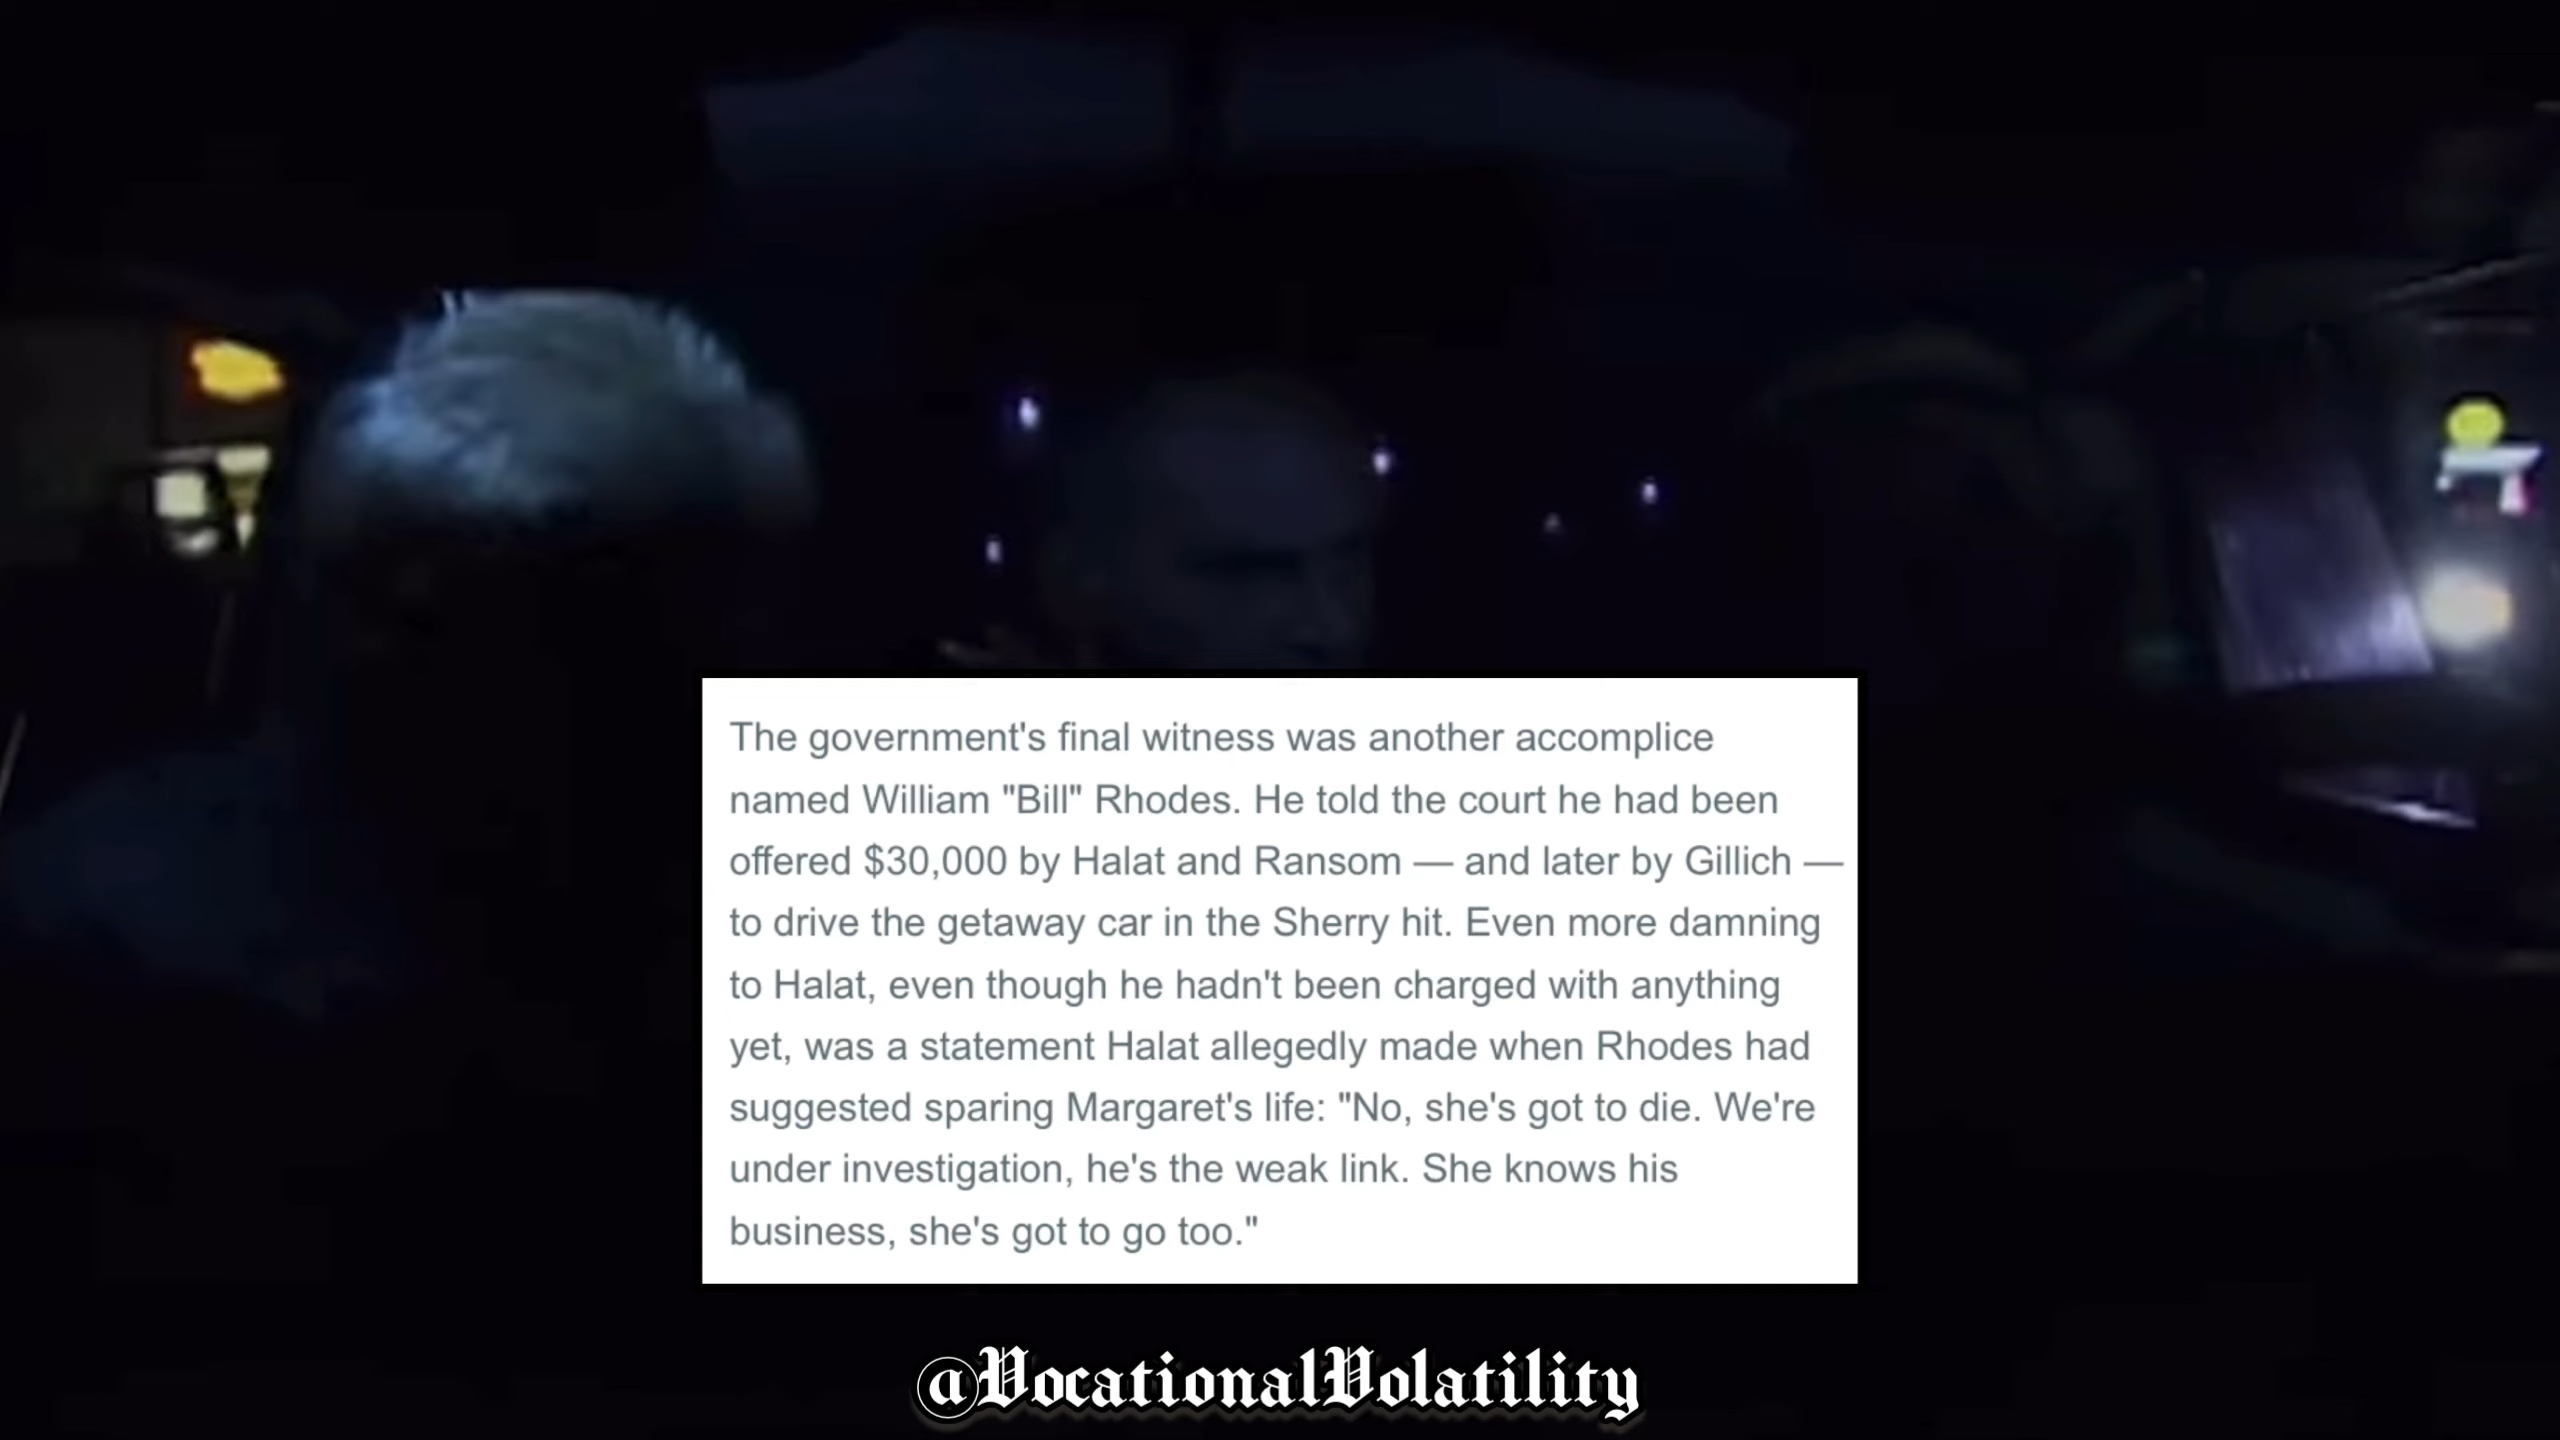 The government's final witness was another accomplice
named William "Bill" Rhodes. He told the court he had been
offered $30,000 by Halat and Ransom — and later by Gillich —
to drive the getaway car in the Sherry hit. Even more damning
to Halat, even though he hadn't been charged with anything
yet, was a statement Halat allegedly made when Rhodes had
suggested sparing Margaret's life: "No, she's got to die. We're
under investigation, he's the weak link. She knows his
business, she's got to go too."
@VocationalVolatility